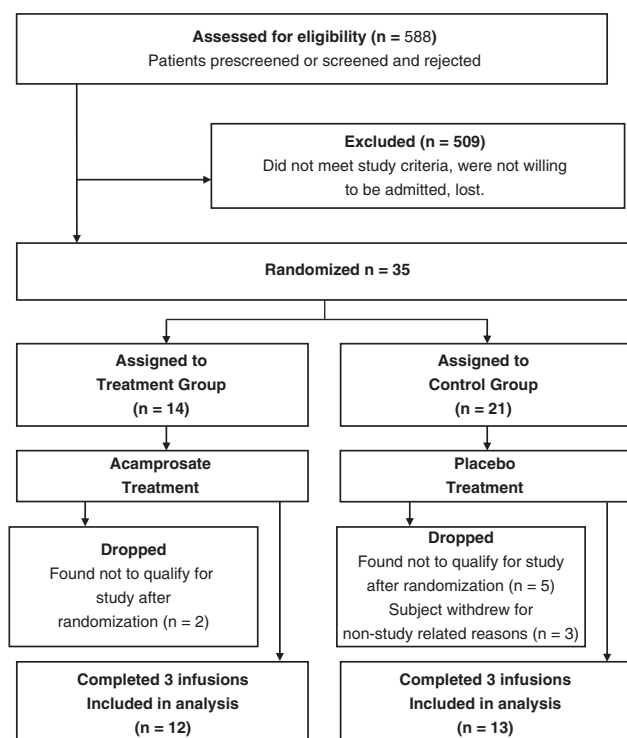 Assessed for eligibility (n = 588)
Patients prescreened or screened and rejected
Excluded (n = 509)
Did not meet study criteria, were not willing
to be admitted, lost.
Randomized n = 35
Assigned to
Treatment Group
(n = 14)
Assigned to
Control Group
(n = 21)
Acamprosate
Treatment
Placebo
Treatment
Dropped
Found not to qualify for
study after
randomization (n = 2)
Dropped
Found not to qualify for study
after randomization (n = 5)
Subject withdrew for
non-study related reasons (n = 3)
Completed 3 infusions
Included in analysis
(n = 12)
Completed 3 infusions
Included in analysis
(n = 13)